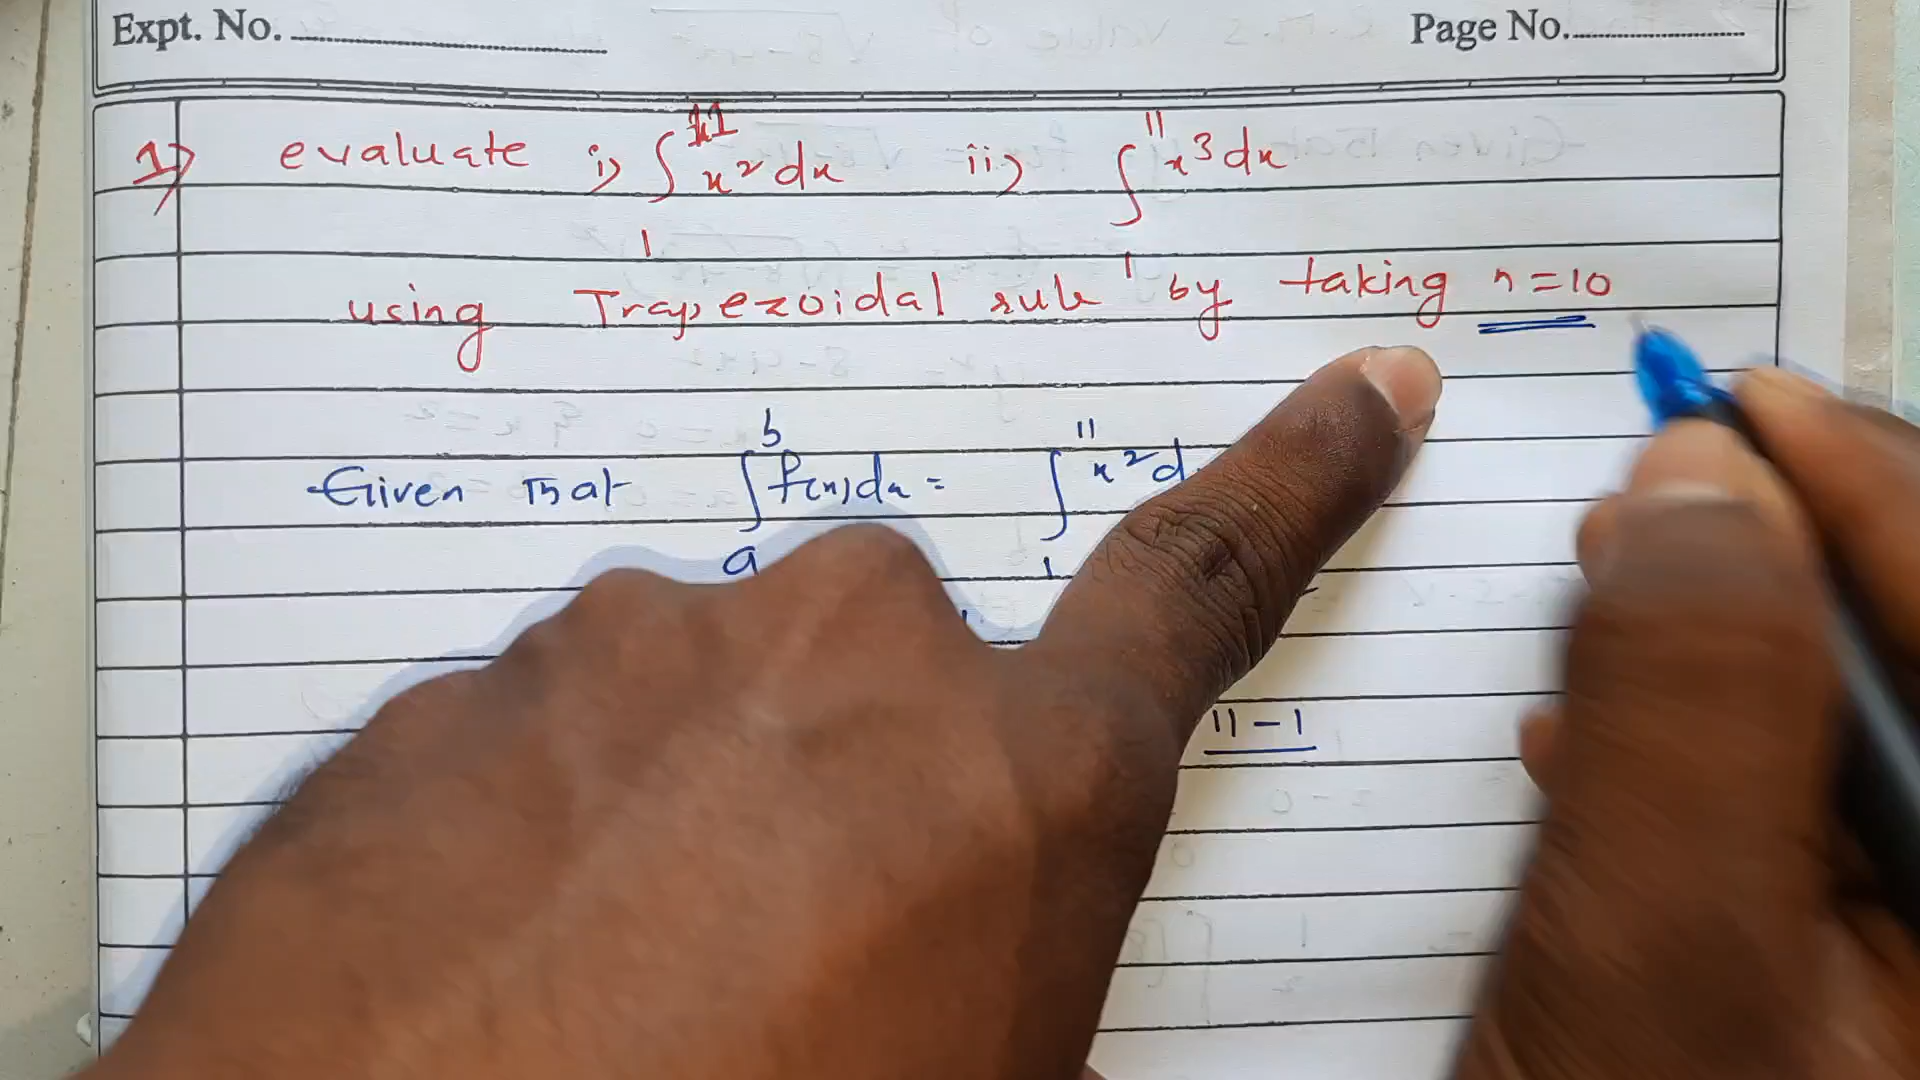 Expt. No. Page No.
1) evaluate i) ∫₁¹¹ x² dx ii) ∫₁¹¹ x³ dx
using Trapezoidal rule by taking n = 10
Given That ∫ₐᵇ f(x) dx = ∫₁¹¹ x² d
11 - 1